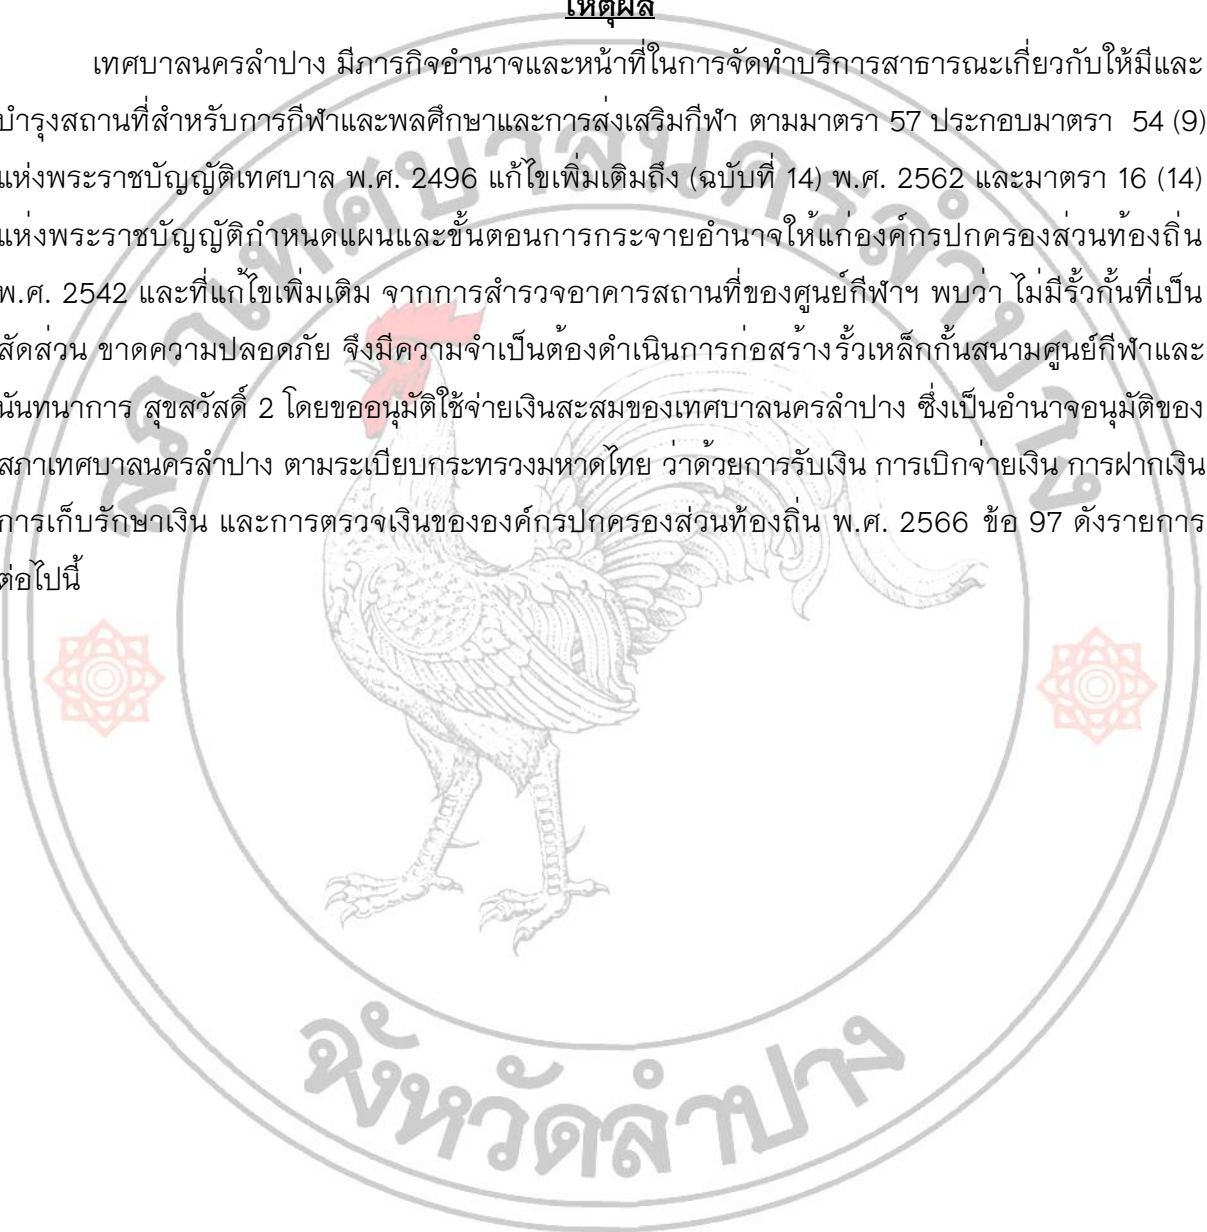 เหตุผล
เทศบาลนครลำปาง มีภารกิจอำนาจและหน้าที่ในการจัดทำบริการสาธารณะเกี่ยวกับให้มีและ
บำรุงสถานที่สำหรับการกีฬาและพลศึกษาและการส่งเสริมกีฬา ตามมาตรา 57 ประกอบมาตรา 54 (9)
แห่งพระราชบัญญัติเทศบาล พ.ศ. 2496 แก้ไขเพิ่มเติมถึง (ฉบับที่ 14) พ.ศ. 2562 และมาตรา 16 (14)
แห่งพระราชบัญญัติกำหนดแผนและขั้นตอนการกระจายอำนาจให้แก่องค์กรปกครองส่วนท้องถิ่น
พ.ศ. 2542 และที่แก้ไขเพิ่มเติม จากการสำรวจอาคารสถานที่ของศูนย์กีฬาฯ พบว่า ไม่มีรั้วกั้นที่เป็น
สัดส่วน ขาดความปลอดภัย จึงมีความจำเป็นต้องดำเนินการก่อสร้างรั้วเหล็กกั้นสนามศูนย์กีฬาและ
นันทนาการ สุขสวัสดิ์ 2 โดยขออนุมัติใช้จ่ายเงินสะสมของเทศบาลนครลำปาง ซึ่งเป็นอำนาจอนุมัติของ
สภาเทศบาลนครลำปาง ตามระเบียบกระทรวงมหาดไทย ว่าด้วยการรับเงิน การเบิกจ่ายเงิน การฝากเงิน
การเก็บรักษาเงิน และการตรวจเงินขององค์กรปกครองส่วนท้องถิ่น พ.ศ. 2566 ข้อ 97 ดังรายการ
ต่อไปนี้
สภาเทศบาลนครลำปาง
จังหวัดลำปาง